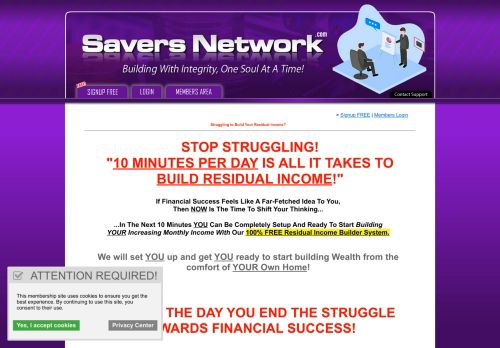 Savers Network.com
Building With Integrity, One Soul At A Time!
SIGNUP FREE
LOGIN
MEMBERS AREA
Contact Support
» Signup FREE | Members Login
Struggling to Build Your Residual Income?
STOP STRUGGLING!
"10 MINUTES PER DAY IS ALL IT TAKES TO
BUILD RESIDUAL INCOME!"
If Financial Success Feels Like A Far-Fetched Idea To You,
Then NOW Is The Time To Shift Your Thinking...
...In The Next 10 Minutes YOU Can Be Completely Setup And Ready To Start Building
YOUR Increasing Monthly Income With Our 100% FREE Residual Income Builder System.
We will set YOU up and get YOU ready to start building Wealth from the
comfort of YOUR Own Home!
THE DAY YOU END THE STRUGGLE
WARDS FINANCIAL SUCCESS!
ATTENTION REQUIRED!
This membership site uses cookies to ensure you get the
best experience. By continuing to use this site, you
consent to their use.
Yes, I accept cookies
Privacy Center